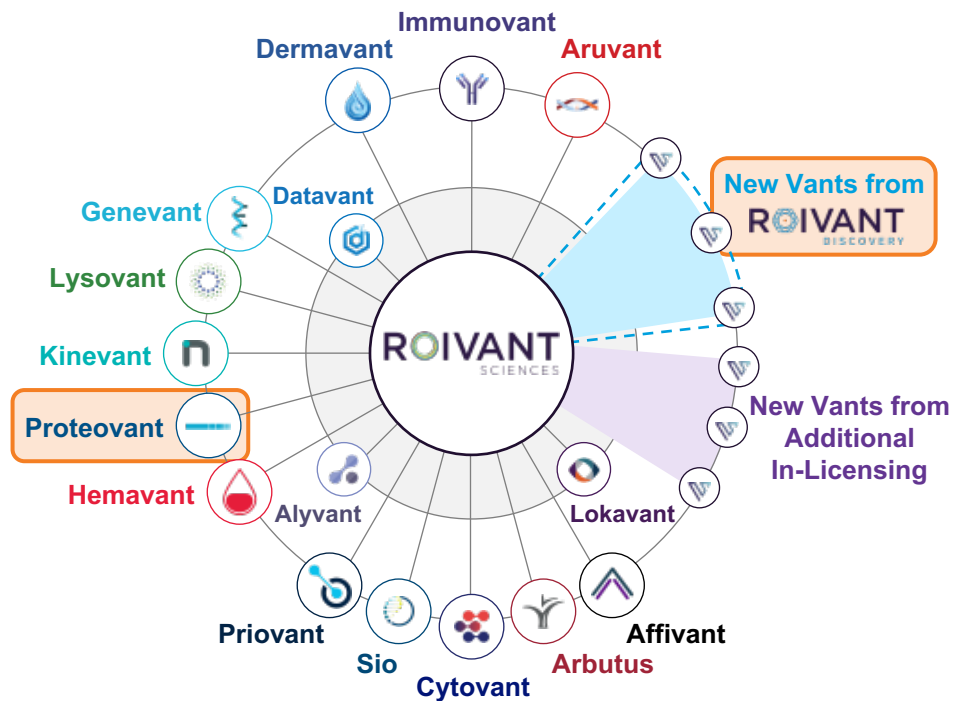 Immunovant
Dermavant
Aruvant
New Vants from
ROIVANT
DISCOVERY
Datavant
Genevant
Lysovant
ROIVANT
SCIENCES
Kinevant
New Vants from
Additional
In-Licensing
Proteovant
Hemavant
Alyvant
Lokavant
Priovant
Affivant
Sio
Arbutus
Cytovant